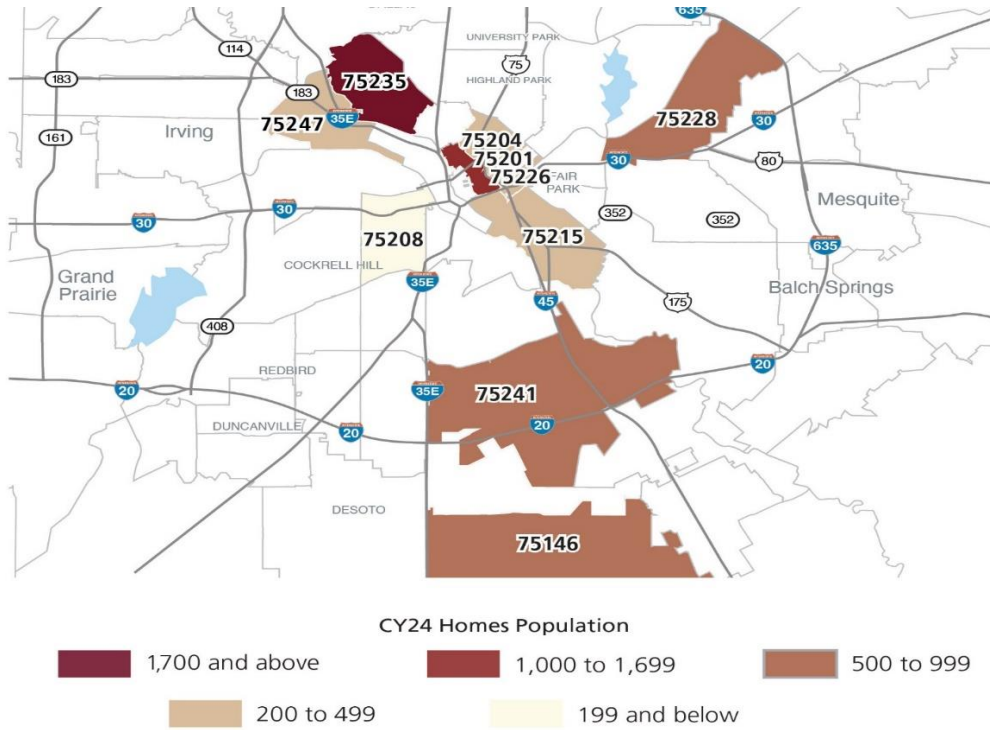 635
114
UNIVERSITY PARK
75
HIGHLAND PARK
183
75235
183
35E
75247
75228
30
161
Irving
75204
75201
30
80
75226
FAIR
PARK
352
352
Mesquite
30
30
75208
75215
635
COCKRELL HILL
Grand
Prairie
35E
45
175
Balch Springs
408
REDBIRD
20
20
35E
75241
DUNCANVILLE
20
20
DESOTO
75146
CY24 Homes Population
1,700 and above
1,000 to 1,699
500 to 999
200 to 499
199 and below